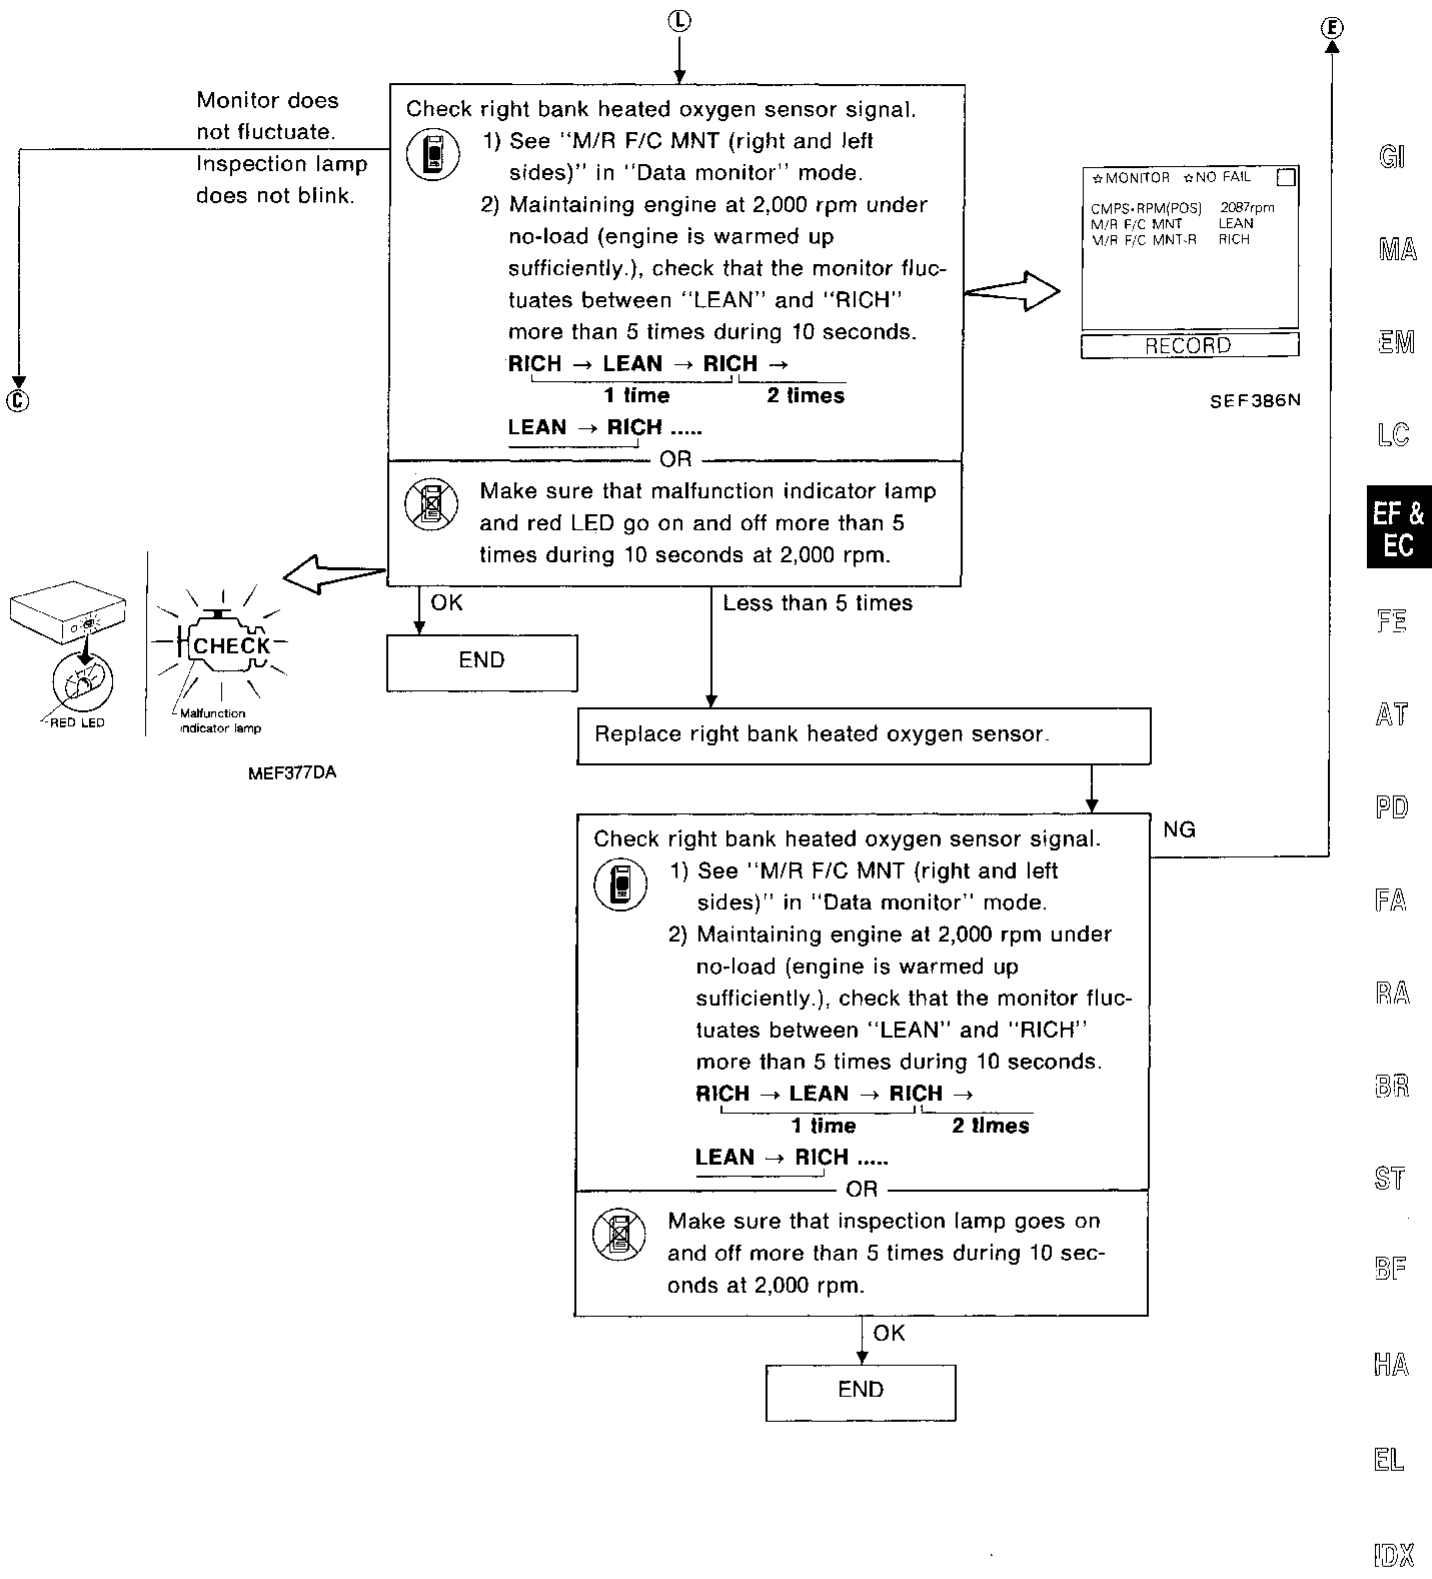 L
E
Monitor does
not fluctuate.
Inspection lamp
does not blink.
C
Check right bank heated oxygen sensor signal.
1) See "M/R F/C MNT (right and left
sides)" in "Data monitor" mode.
2) Maintaining engine at 2,000 rpm under
no-load (engine is warmed up
sufficiently.), check that the monitor fluc-
tuates between "LEAN" and "RICH"
more than 5 times during 10 seconds.
RICH → LEAN → RICH →
1 time 2 times
LEAN → RICH .....
OR
Make sure that malfunction indicator lamp
and red LED go on and off more than 5
times during 10 seconds at 2,000 rpm.
☆MONITOR ☆NO FAIL
CMPS•RPM(POS) 2087rpm
M/R F/C MNT LEAN
M/R F/C MNT-R RICH
RECORD
SEF386N
CHECK
RED LED
Malfunction
indicator lamp
MEF377DA
OK
Less than 5 times
END
Replace right bank heated oxygen sensor.
NG
Check right bank heated oxygen sensor signal.
1) See "M/R F/C MNT (right and left
sides)" in "Data monitor" mode.
2) Maintaining engine at 2,000 rpm under
no-load (engine is warmed up
sufficiently.), check that the monitor fluc-
tuates between "LEAN" and "RICH"
more than 5 times during 10 seconds.
RICH → LEAN → RICH →
1 time 2 times
LEAN → RICH .....
OR
Make sure that inspection lamp goes on
and off more than 5 times during 10 sec-
onds at 2,000 rpm.
OK
END
GI
MA
EM
LC
EF &
EC
FE
AT
PD
FA
RA
BR
ST
BF
HA
EL
IDX